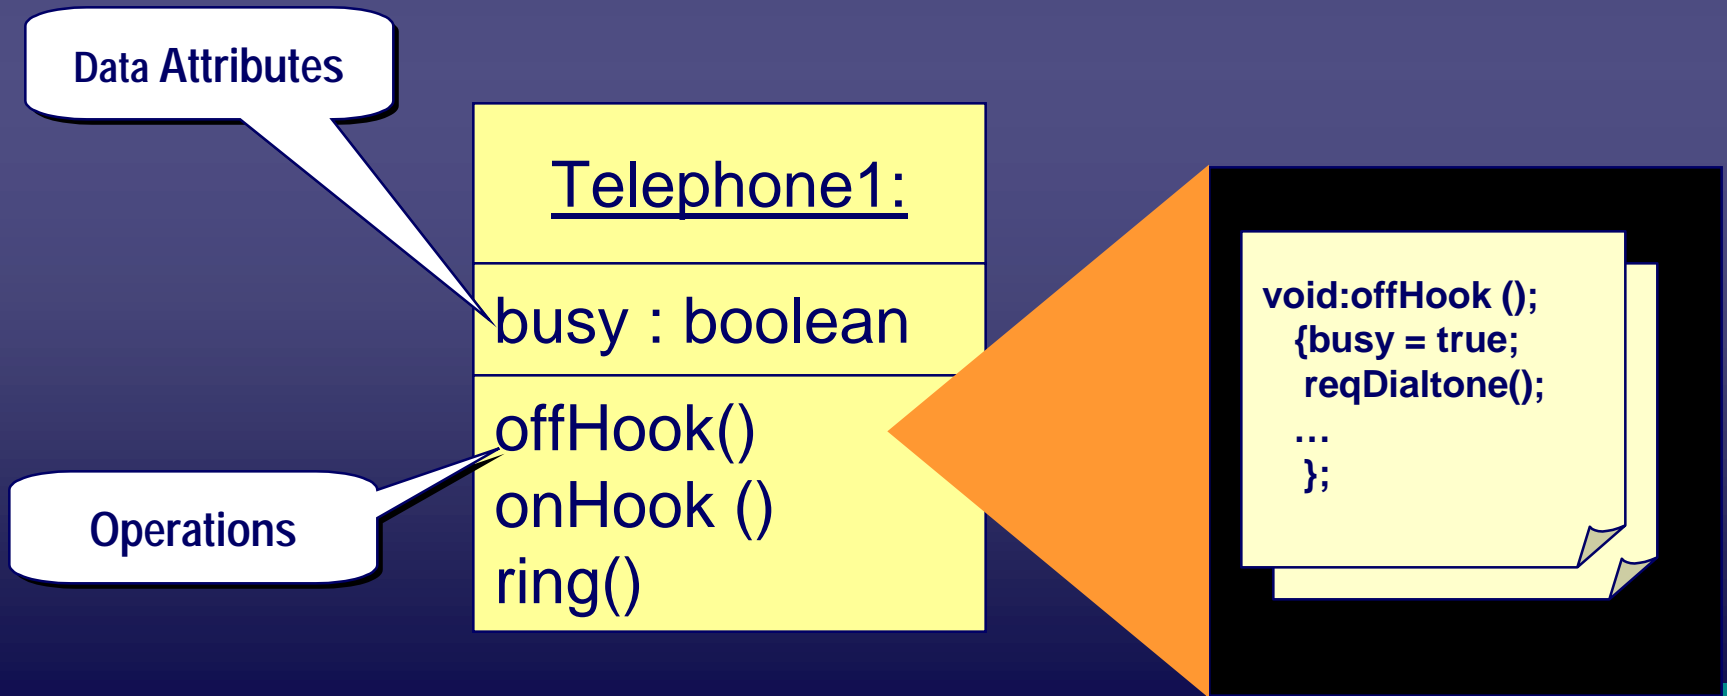 Data Attributes
Telephone1:
busy : boolean
offHook()
onHook ()
ring()
Operations
void:offHook ();
{busy = true;
reqDialtone();
…
};